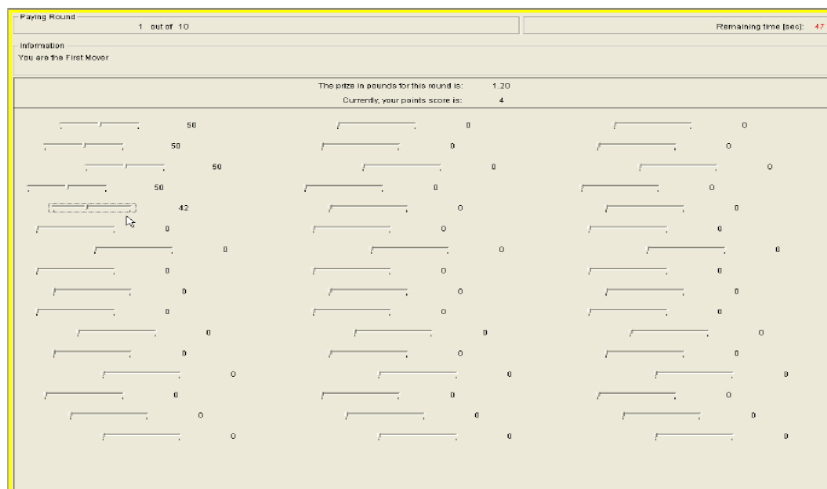 Paying Round
1 out of 10 Remaining time [sec]: 47
Information
You are the First Mover
The prize in pounds for this round is: 1.20
Currently, your points score is: 4
50 0 0
50 0 0
50 0 0
50 0 0
42 0 0
0 0 0
0 0 0
0 0 0
0 0 0
0 0 0
0 0 0
0 0 0
0 0 0
0 0 0
0 0 0
0 0 0